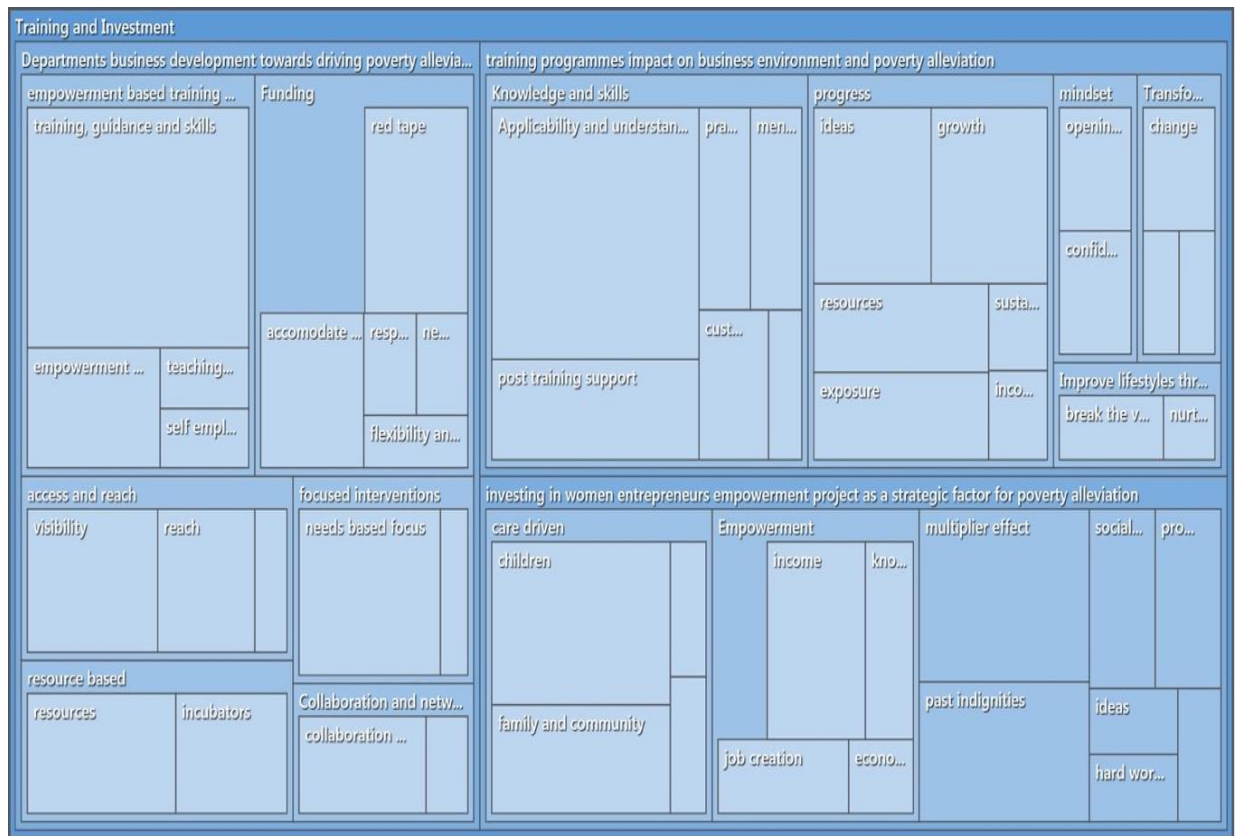 Training and Investment
Departments business development towards driving poverty allevia...
empowerment based training ...
training, guidance and skills
empowerment ...
teaching...
self empl...
Funding
red tape
accomodate ...
resp...
ne...
flexibility an...
access and reach
visibility
reach
focused interventions
needs based focus
resource based
resources
incubators
Collaboration and netw...
collaboration ...
training programmes impact on business environment and poverty alleviation
Knowledge and skills
Applicability and understan...
pra...
men...
post training support
cust...
progress
ideas
growth
resources
susta...
exposure
inco...
mindset
openin...
confid...
Transfo...
change
Improve lifestyles thr...
break the v...
nurt...
investing in women entrepreneurs empowerment project as a strategic factor for poverty alleviation
care driven
children
family and community
Empowerment
income
kno...
job creation
econo...
multiplier effect
past indignities
social...
pro...
ideas
hard wor...